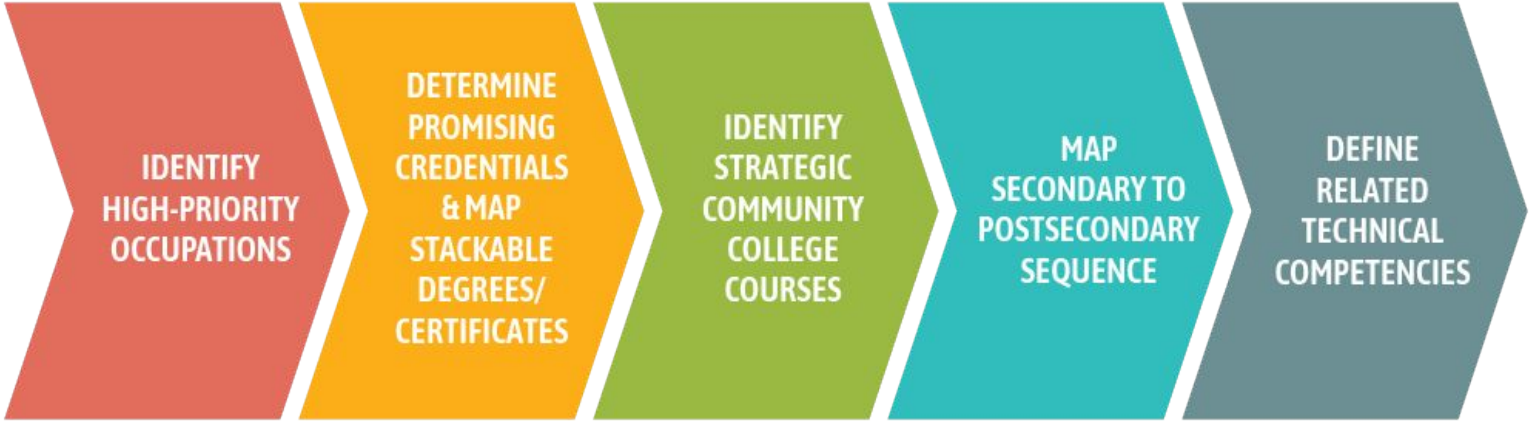 IDENTIFY
HIGH-PRIORITY
OCCUPATIONS
DETERMINE
PROMISING
CREDENTIALS
& MAP
STACKABLE
DEGREES/
CERTIFICATES
IDENTIFY
STRATEGIC
COMMUNITY
COLLEGE
COURSES
MAP
SECONDARY TO
POSTSECONDARY
SEQUENCE
DEFINE
RELATED
TECHNICAL
COMPETENCIES